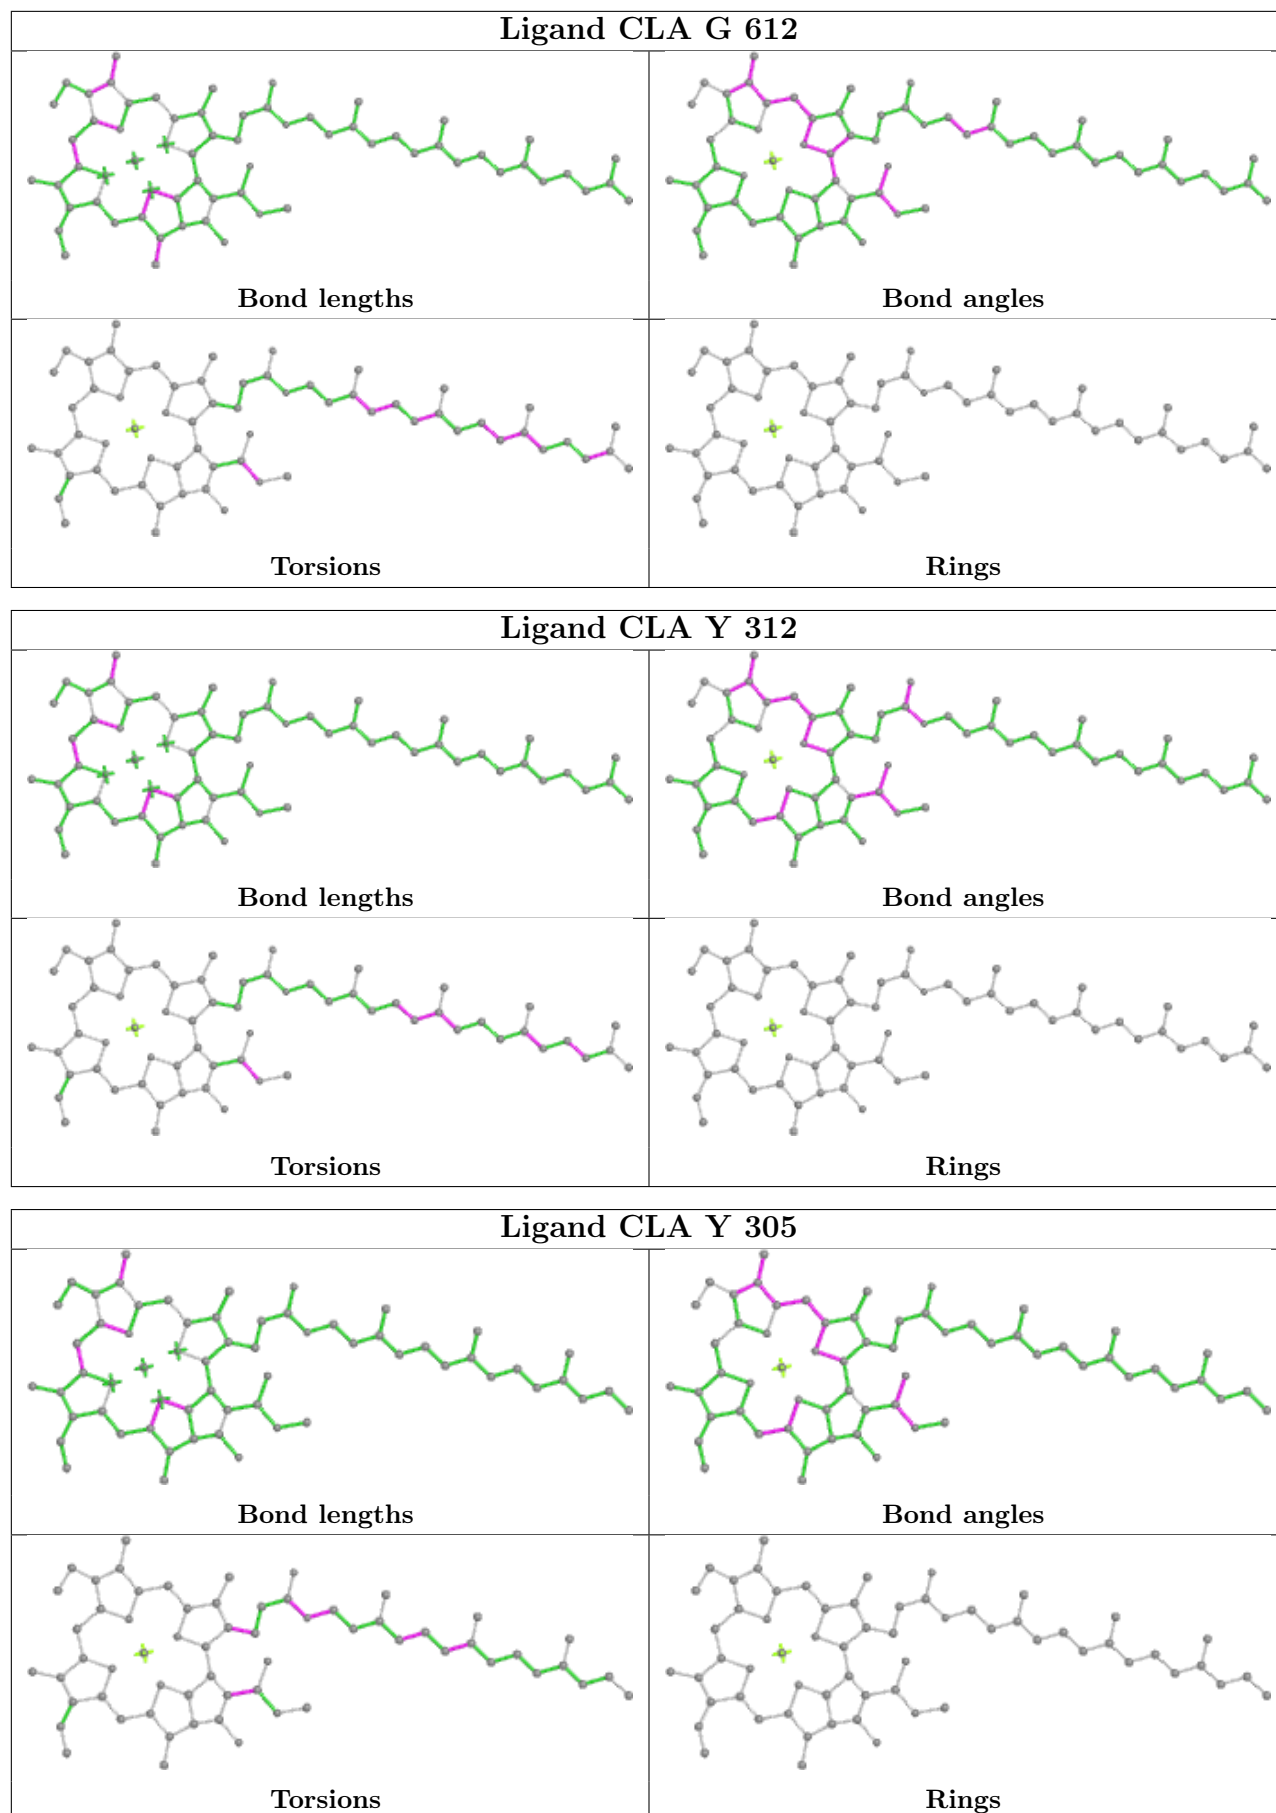 Ligand CLA G 612
Bond lengths
Bond angles
Torsions
Rings
Ligand CLA Y 312
Bond lengths
Bond angles
Torsions
Rings
Ligand CLA Y 305
Bond lengths
Bond angles
Torsions
Rings